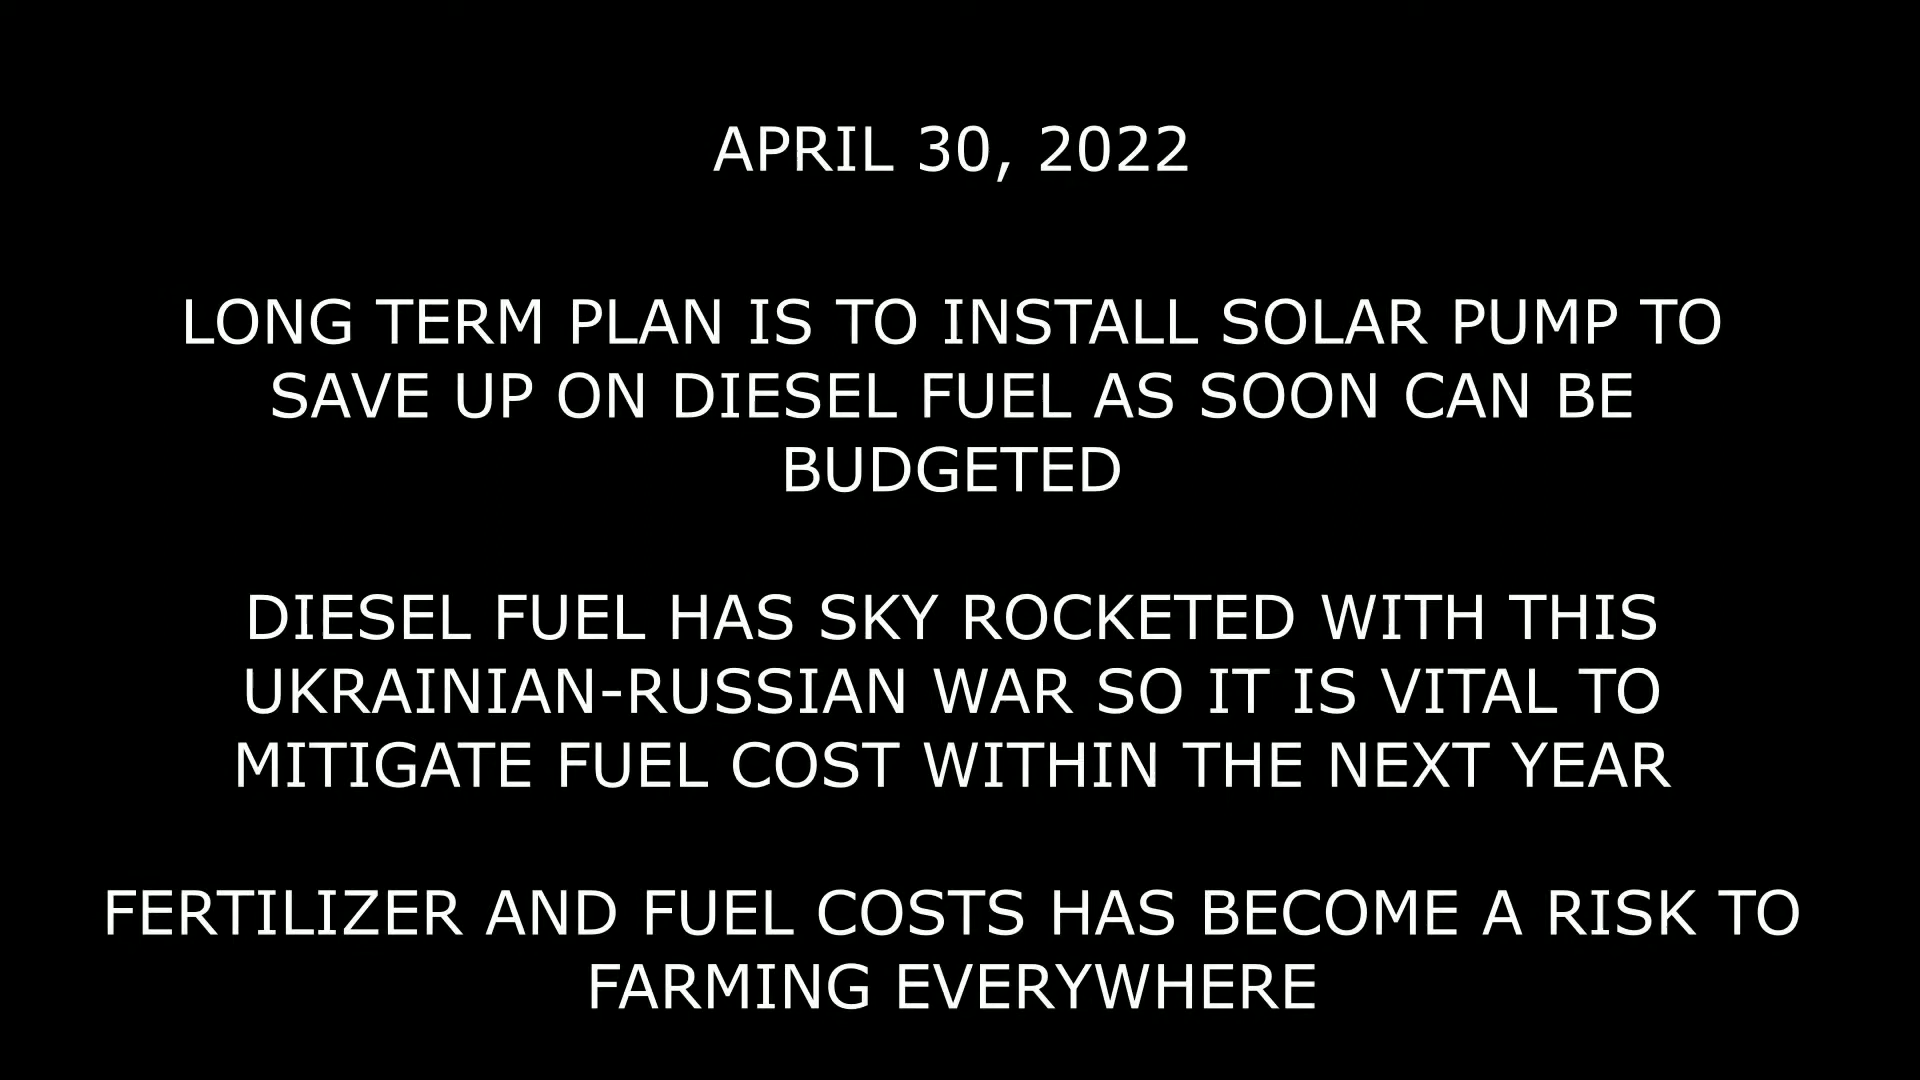 APRIL 30, 2022
LONG TERM PLAN IS TO INSTALL SOLAR PUMP TO
SAVE UP ON DIESEL FUEL AS SOON CAN BE
BUDGETED
DIESEL FUEL HAS SKY ROCKETED WITH THIS
UKRAINIAN-RUSSIAN WAR SO IT IS VITAL TO
MITIGATE FUEL COST WITHIN THE NEXT YEAR
FERTILIZER AND FUEL COSTS HAS BECOME A RISK TO
FARMING EVERYWHERE